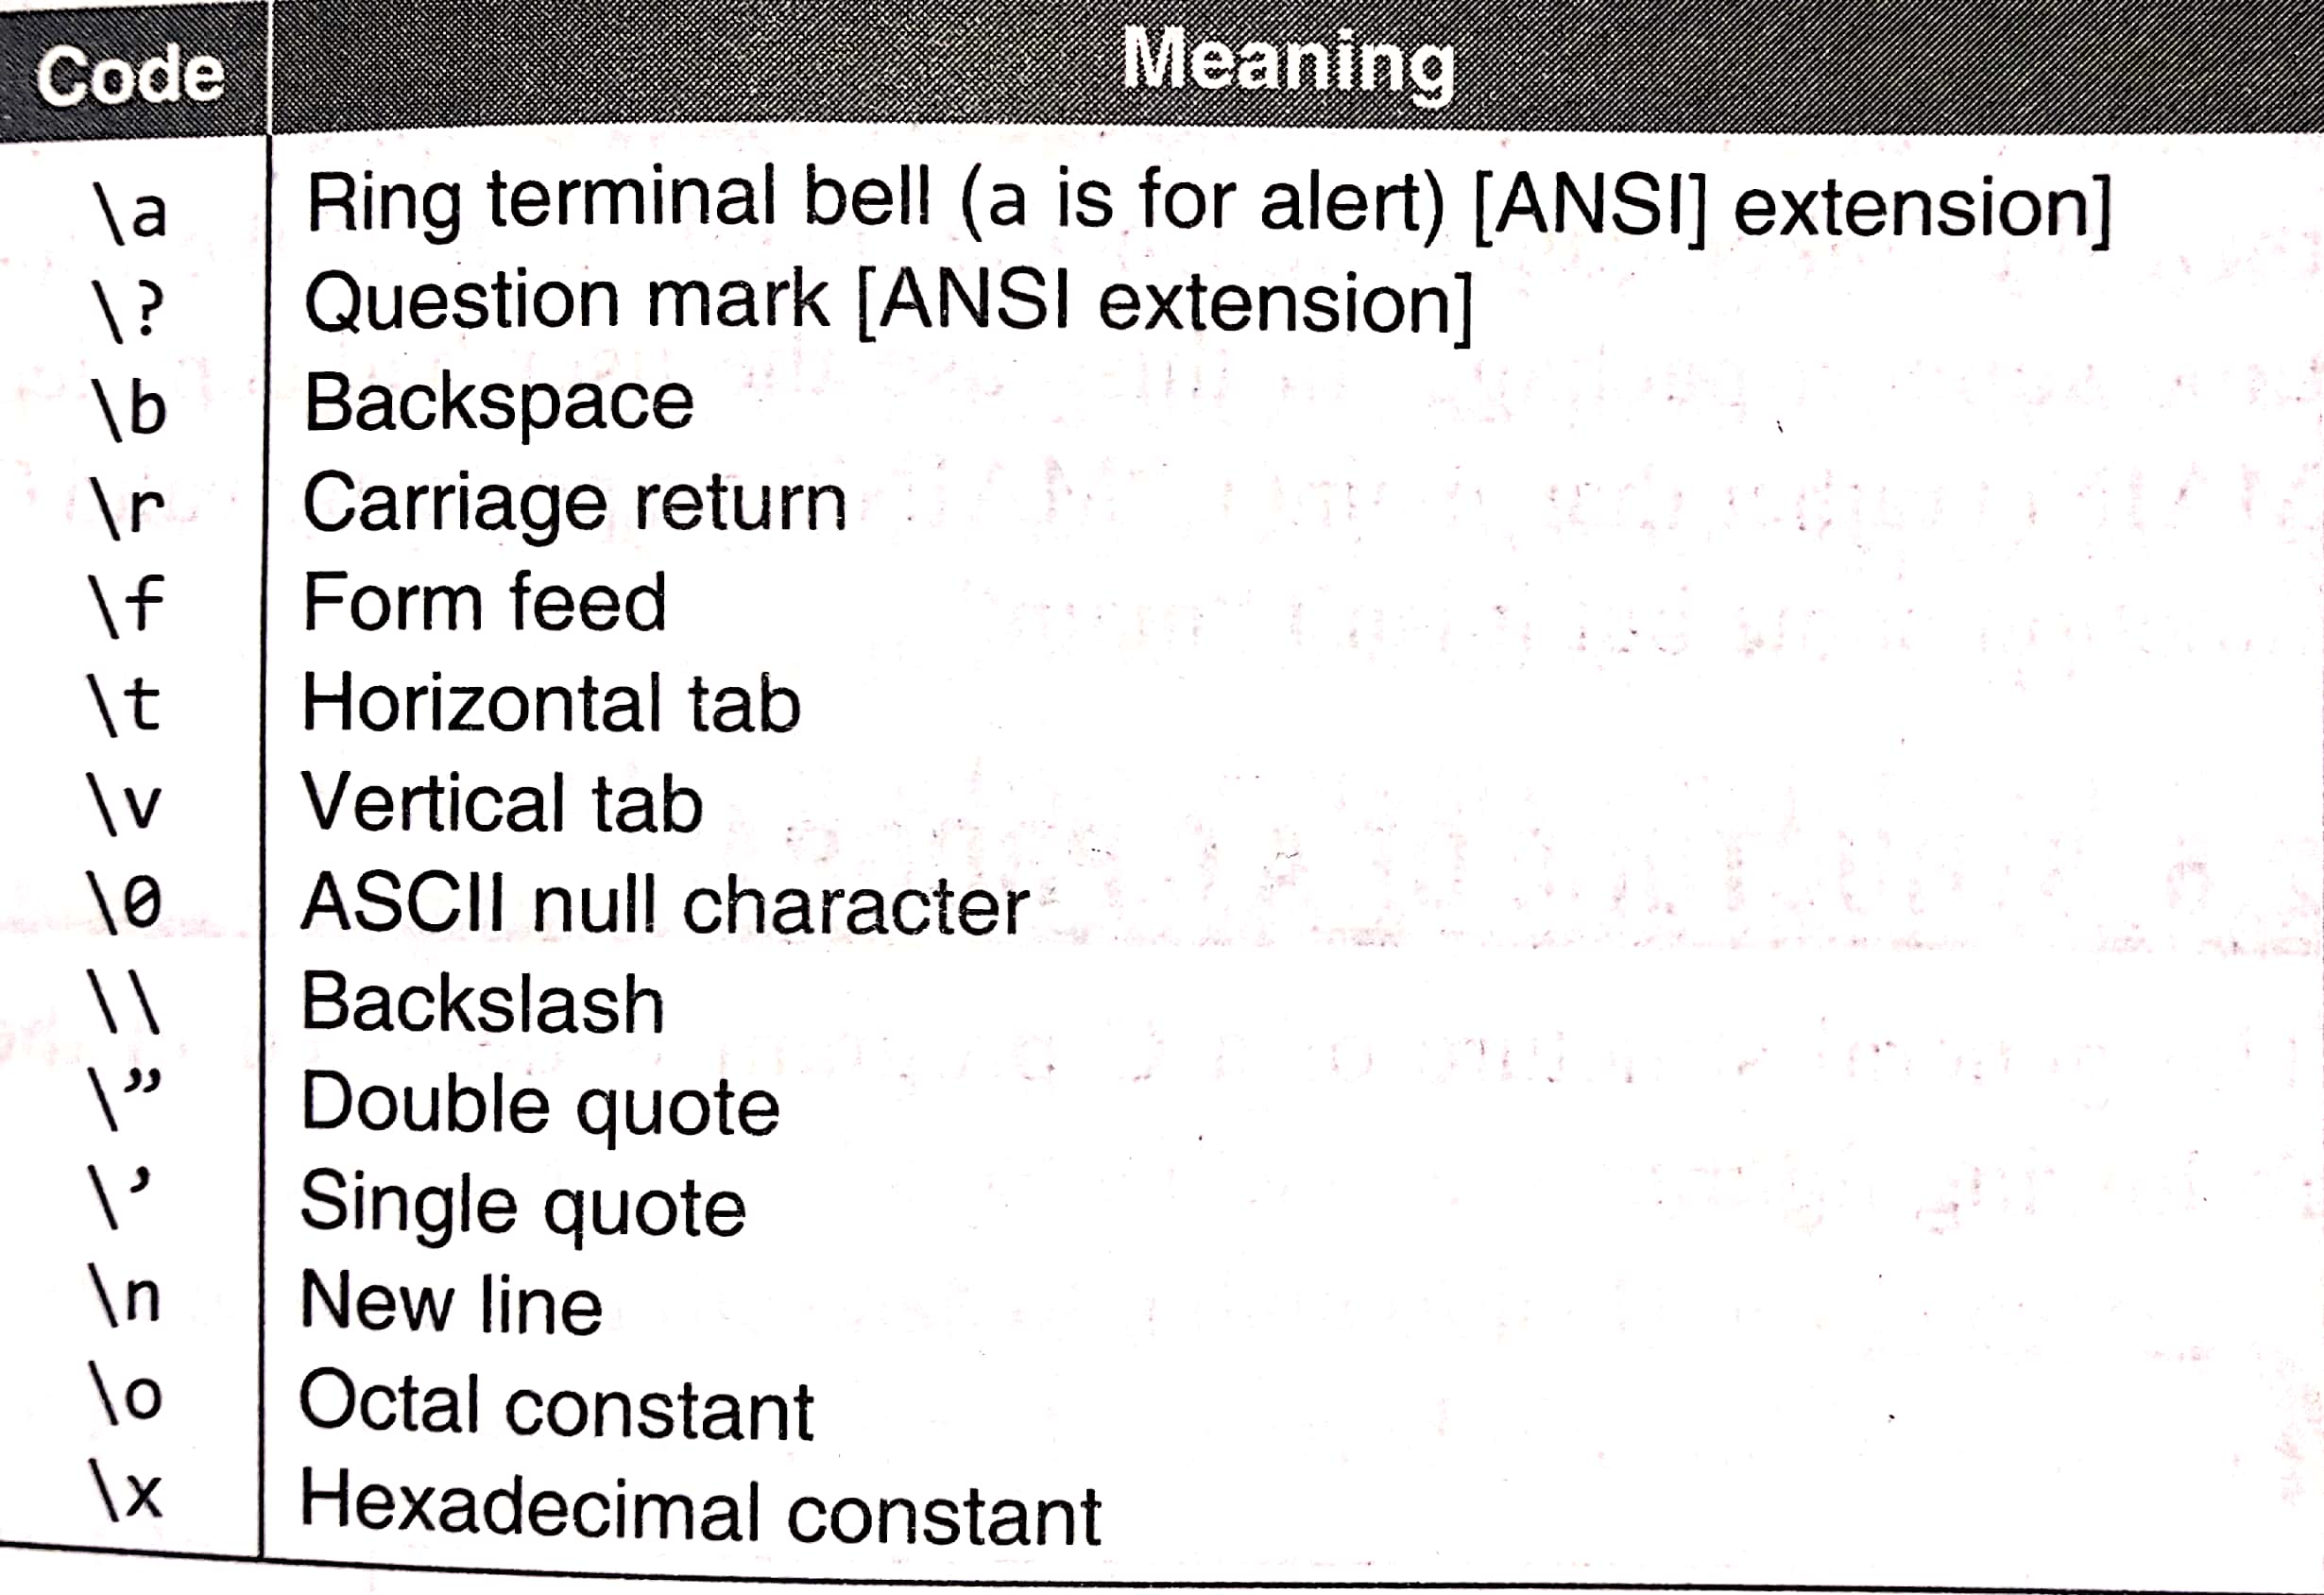 Code Meaning
\a Ring terminal bell (a is for alert) [ANSI] extension]
\? Question mark [ANSI extension]
\b Backspace
\r Carriage return
\f Form feed
\t Horizontal tab
\v Vertical tab
\0 ASCII null character
\\ Backslash
\” Double quote
\’ Single quote
\n New line
\o Octal constant
\x Hexadecimal constant